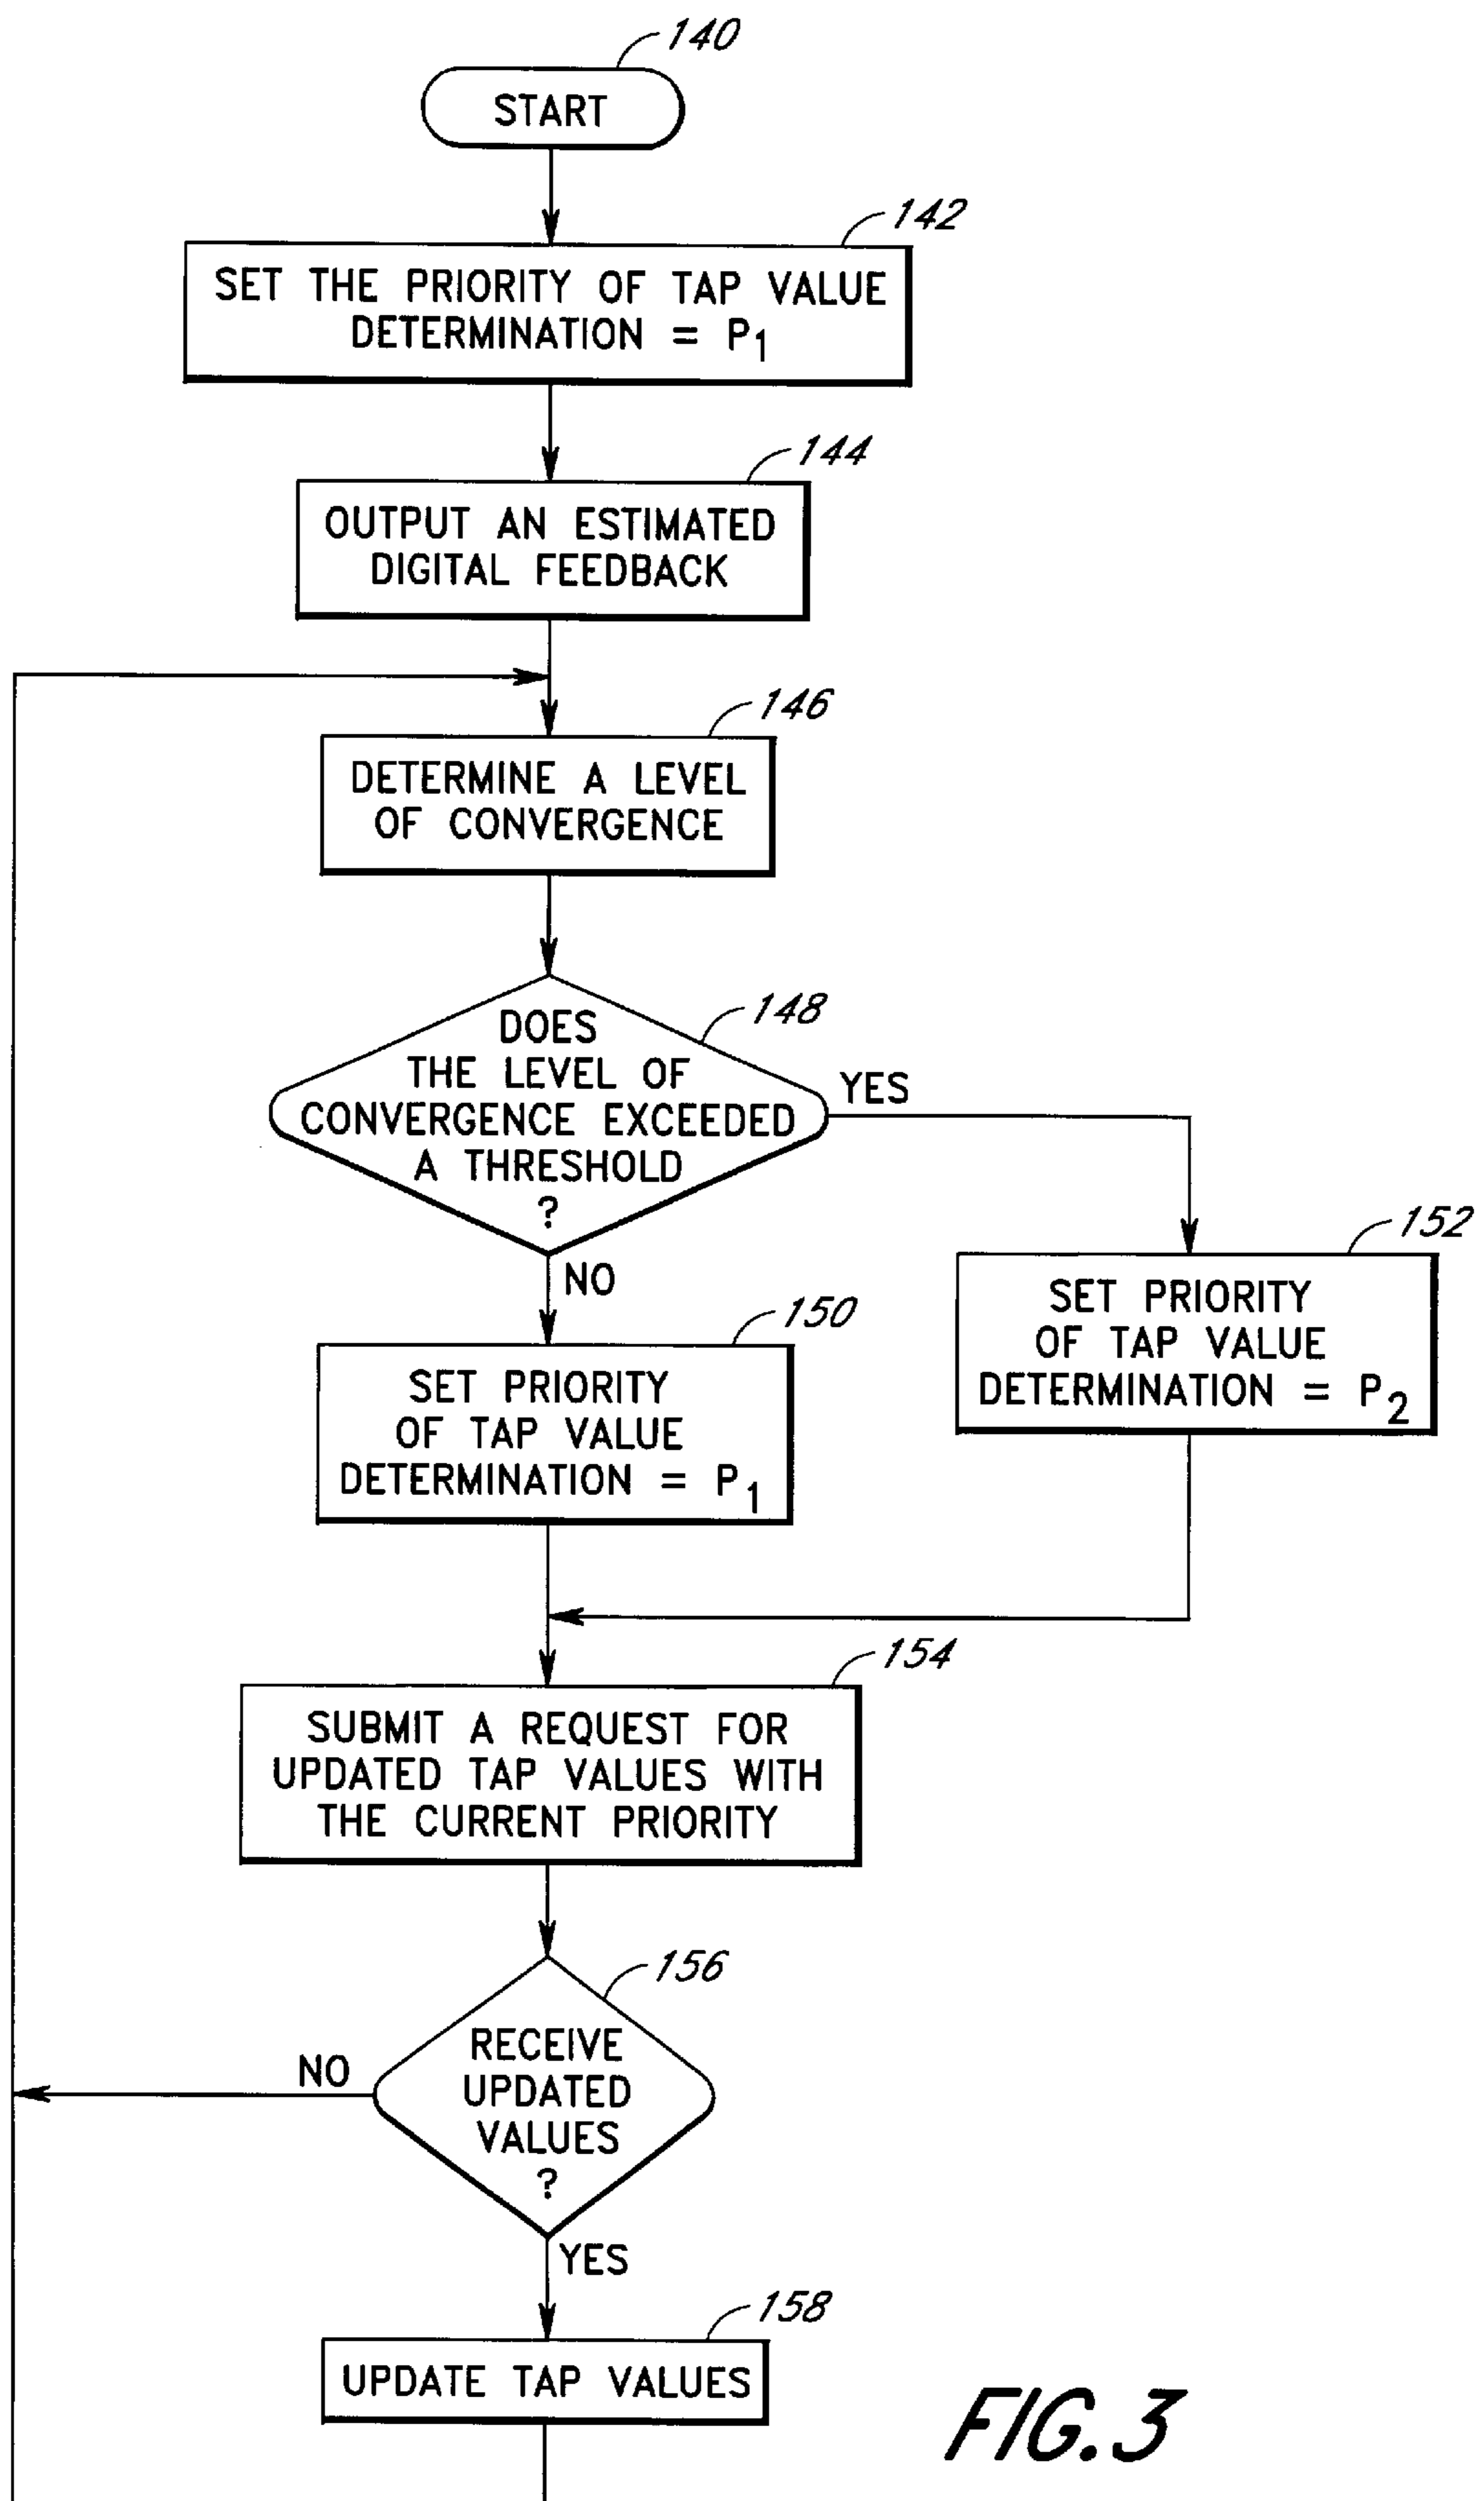 140
START
142
SET THE PRIORITY OF TAP VALUE
DETERMINATION = P1
144
OUTPUT AN ESTIMATED
DIGITAL FEEDBACK
146
DETERMINE A LEVEL
OF CONVERGENCE
148
DOES
THE LEVEL OF
CONVERGENCE EXCEEDED
A THRESHOLD
?
YES
NO
152
SET PRIORITY
OF TAP VALUE
DETERMINATION = P2
150
SET PRIORITY
OF TAP VALUE
DETERMINATION = P1
154
SUBMIT A REQUEST FOR
UPDATED TAP VALUES WITH
THE CURRENT PRIORITY
156
RECEIVE
UPDATED
VALUES
?
NO
YES
158
UPDATE TAP VALUES
FIG. 3